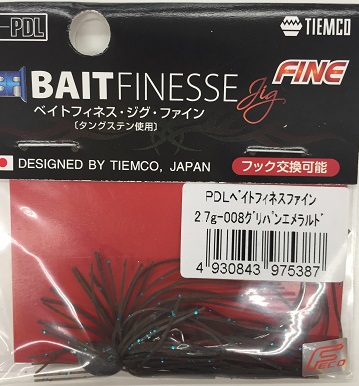 PDL
TIEMCO
BAIT FINESSE Jig FINE
ベイトフィネス・ジグ・ファイン
〔タングステン使用〕
DESIGNED BY TIEMCO, JAPAN
フック交換可能
PDLﾍﾞｲﾄﾌｨﾈｽﾌｧｲﾝ
2.7g-008ｸﾞﾘﾊﾟﾝｴﾒﾗﾙﾄﾞ
4 930843 975387
PECO